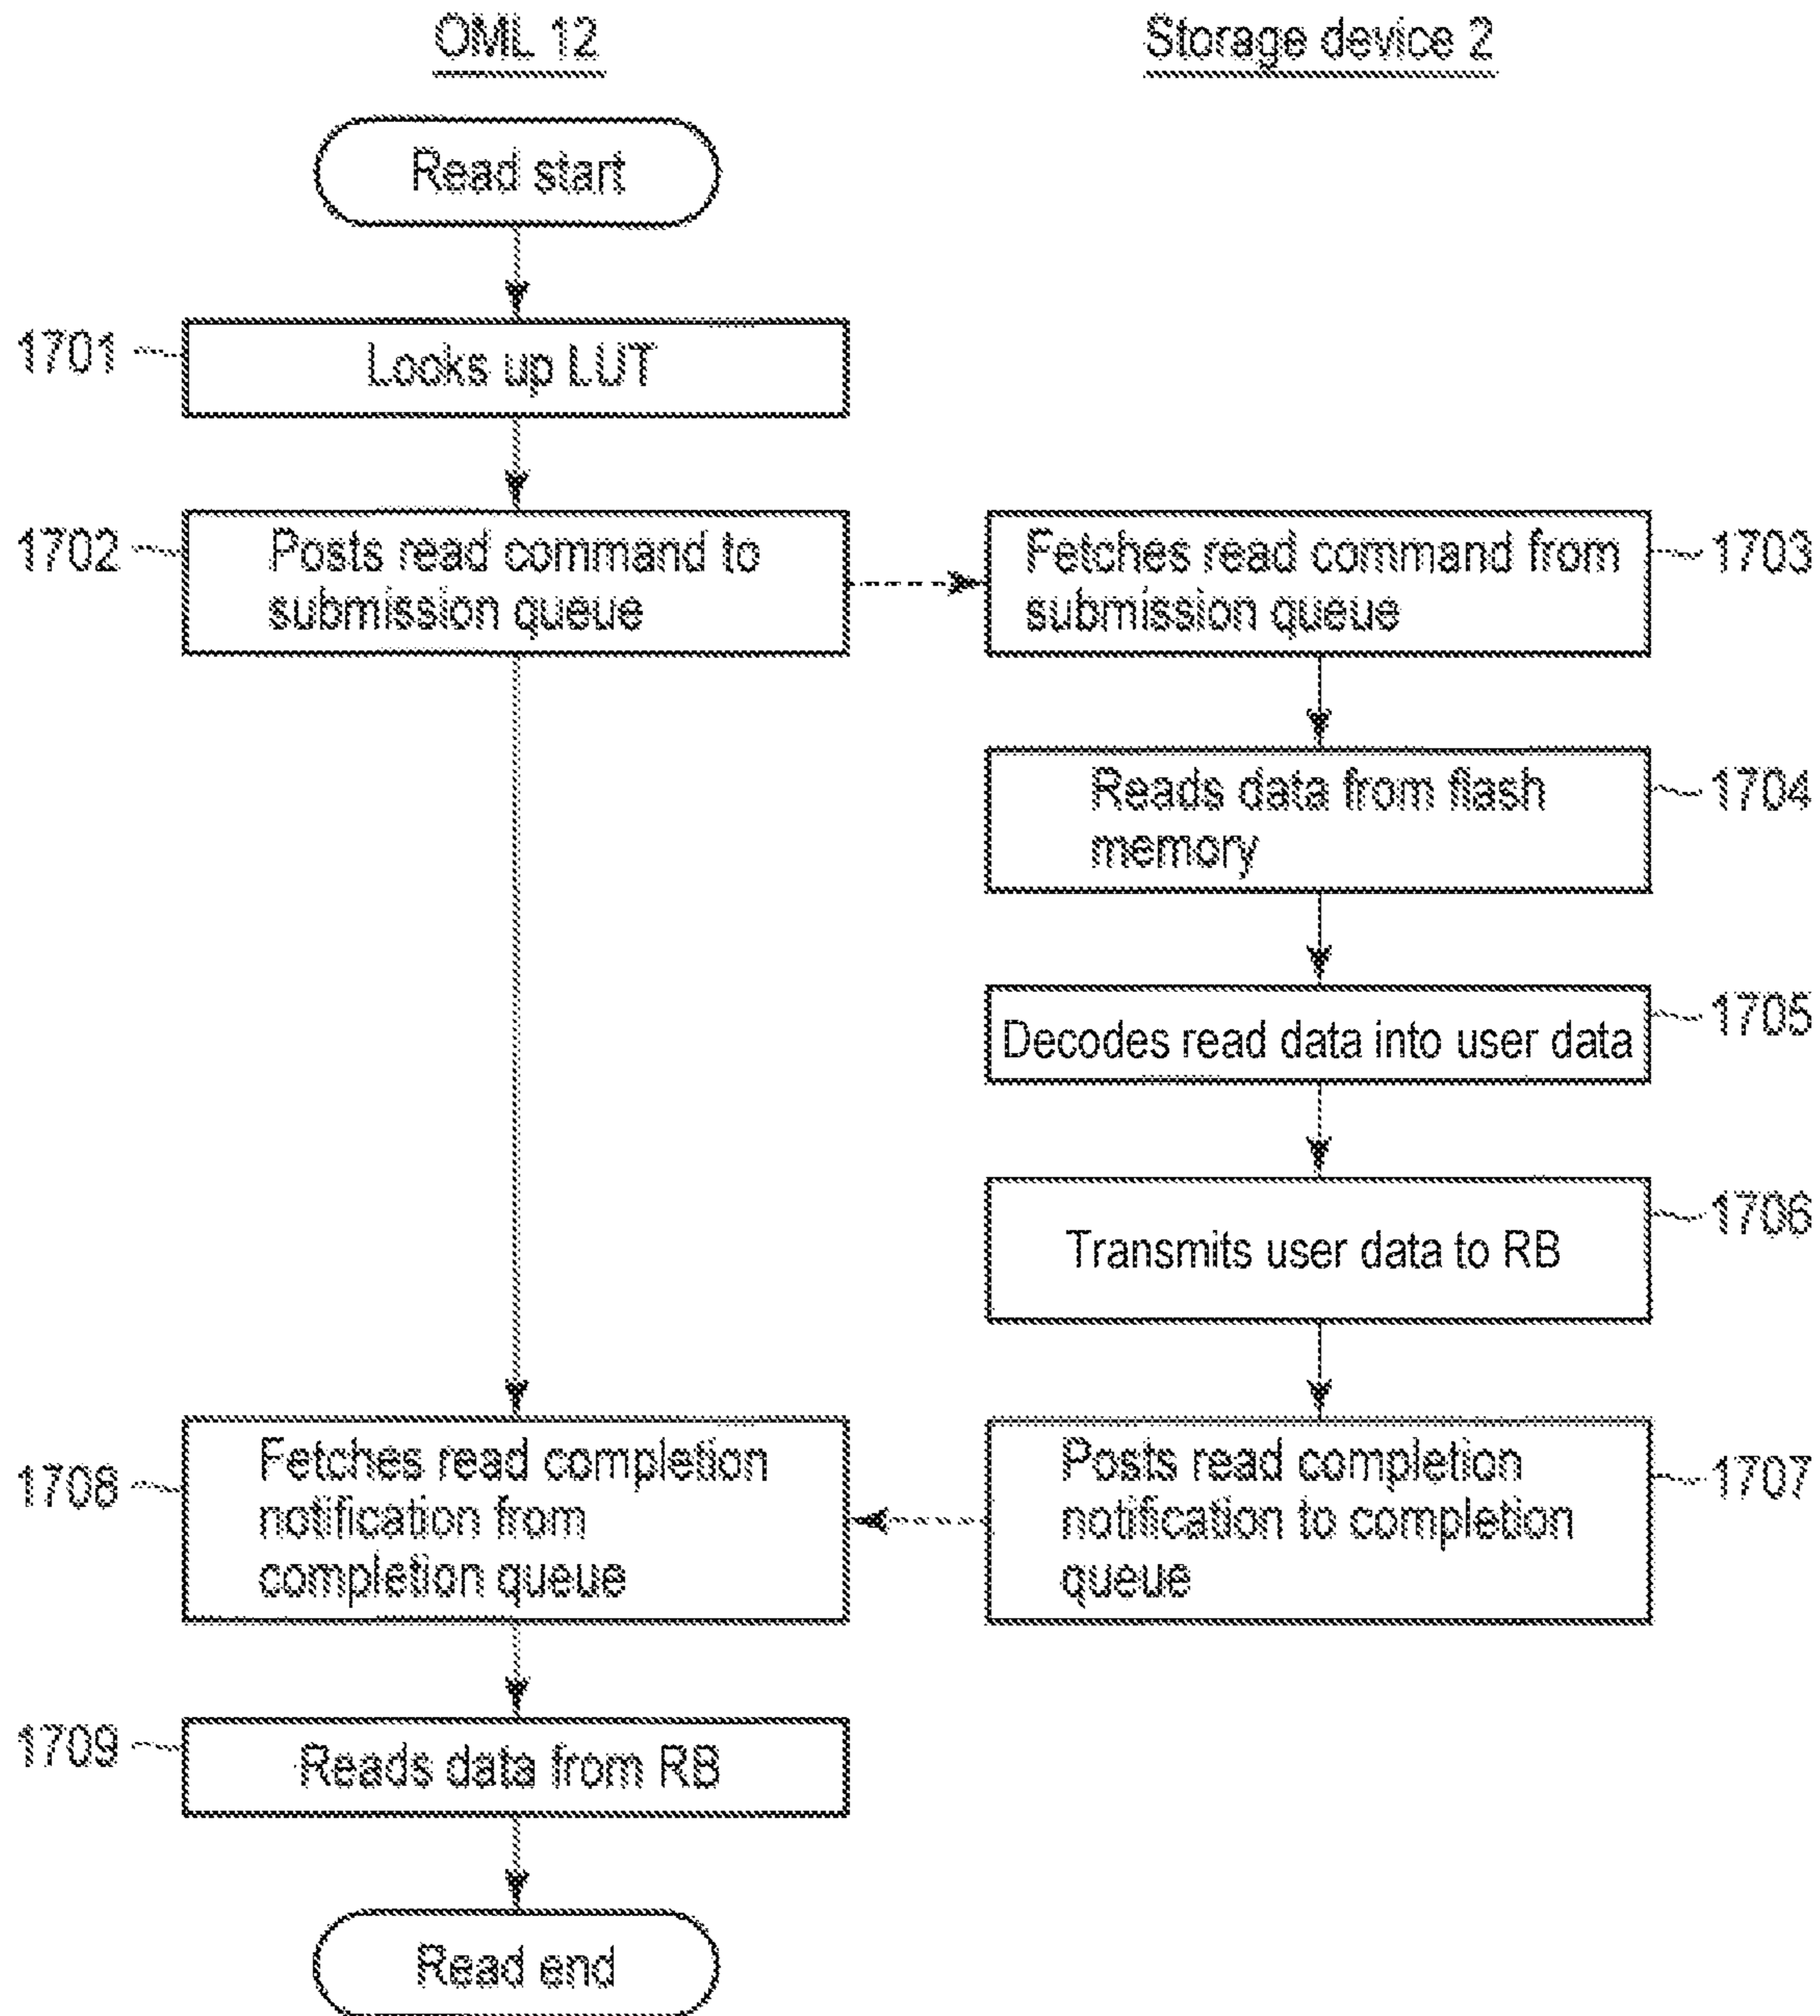 OML 12
Storage device 2
Read start
1701
Looks up LUT
1702
Posts read command to
submission queue
Fetches read command from
submission queue
1703
Reads data from flash
memory
1704
Decodes read data into user data
1705
Transmits user data to RB
1706
1708
Fetches read completion
notification from
completion queue
Posts read completion
notification to completion
queue
1707
1709
Reads data from RB
Read end